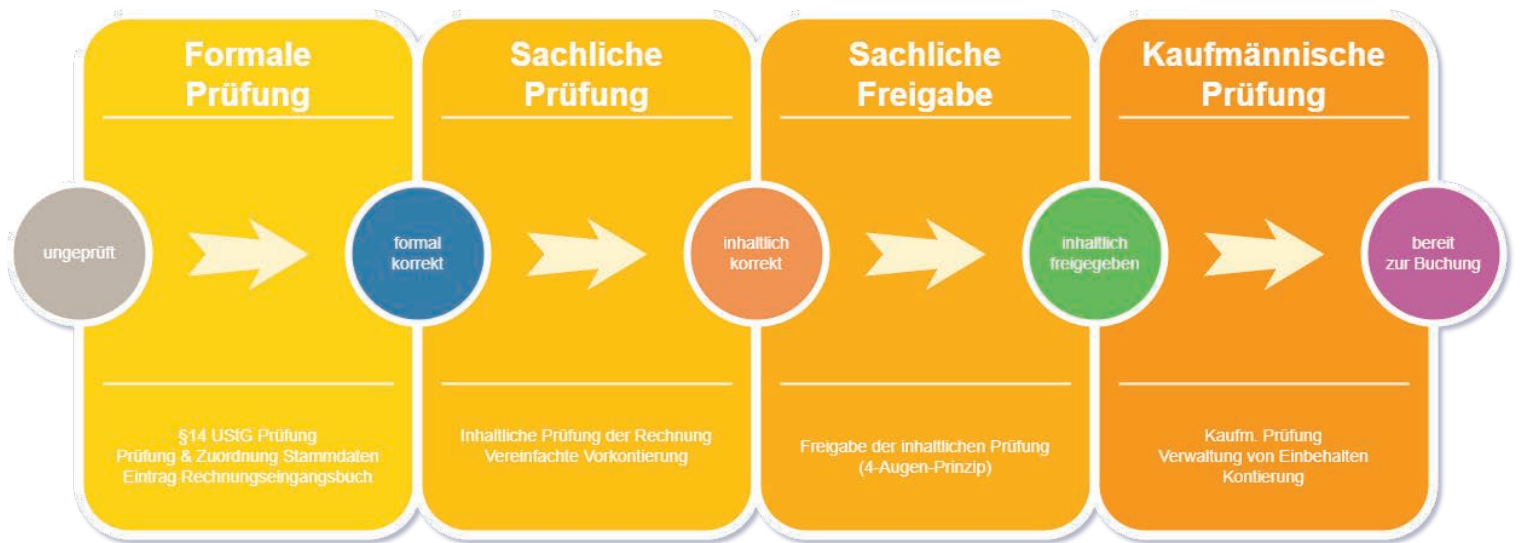 Formale
Prüfung
Sachliche
Prüfung
Sachliche
Freigabe
Kaufmännische
Prüfung
ungeprüft
formal
korrekt
inhaltlich
korrekt
inhaltlich
freigegeben
bereit
zur Buchung
§14 UStG Prüfung
Prüfung & Zuordnung Stammdaten
Eintrag Rechnungseingangsbuch
Inhaltliche Prüfung der Rechnung
Vereinfachte Vorkontierung
Freigabe der inhaltlichen Prüfung
(4-Augen-Prinzip)
Kaufm. Prüfung
Verwaltung von Einbehalten
Kontierung